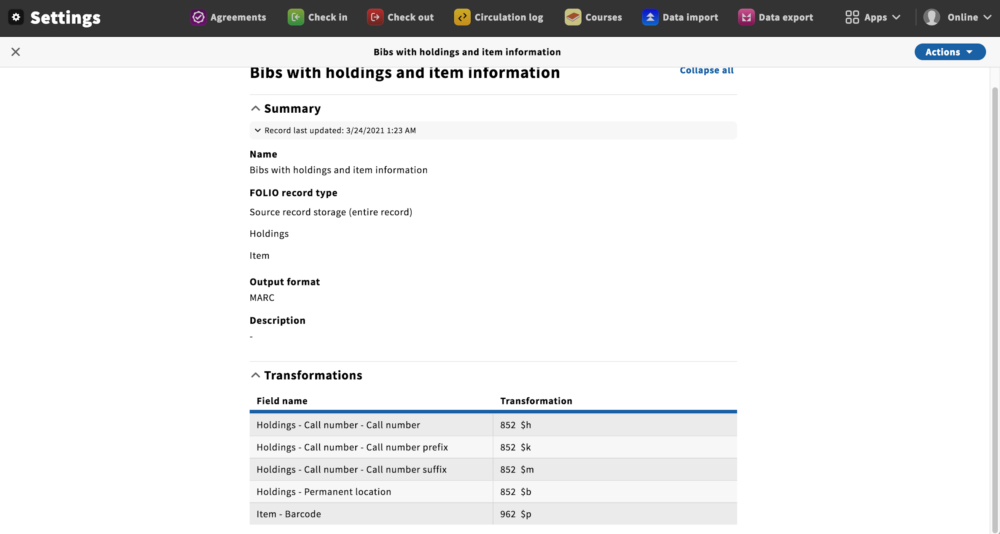 Settings Agreements Check in Check out Circulation log Courses Data import Data export Apps Online
Bibs with holdings and item information Actions
Bibs with holdings and item information Collapse all
Summary
Record last updated: 3/24/2021 1:23 AM
Name
Bibs with holdings and item information
FOLIO record type
Source record storage (entire record)
Holdings
Item
Output format
MARC
Description
-
Transformations
Field name Transformation
Holdings - Call number - Call number 852 $h
Holdings - Call number - Call number prefix 852 $k
Holdings - Call number - Call number suffix 852 $m
Holdings - Permanent location 852 $b
Item - Barcode 962 $p